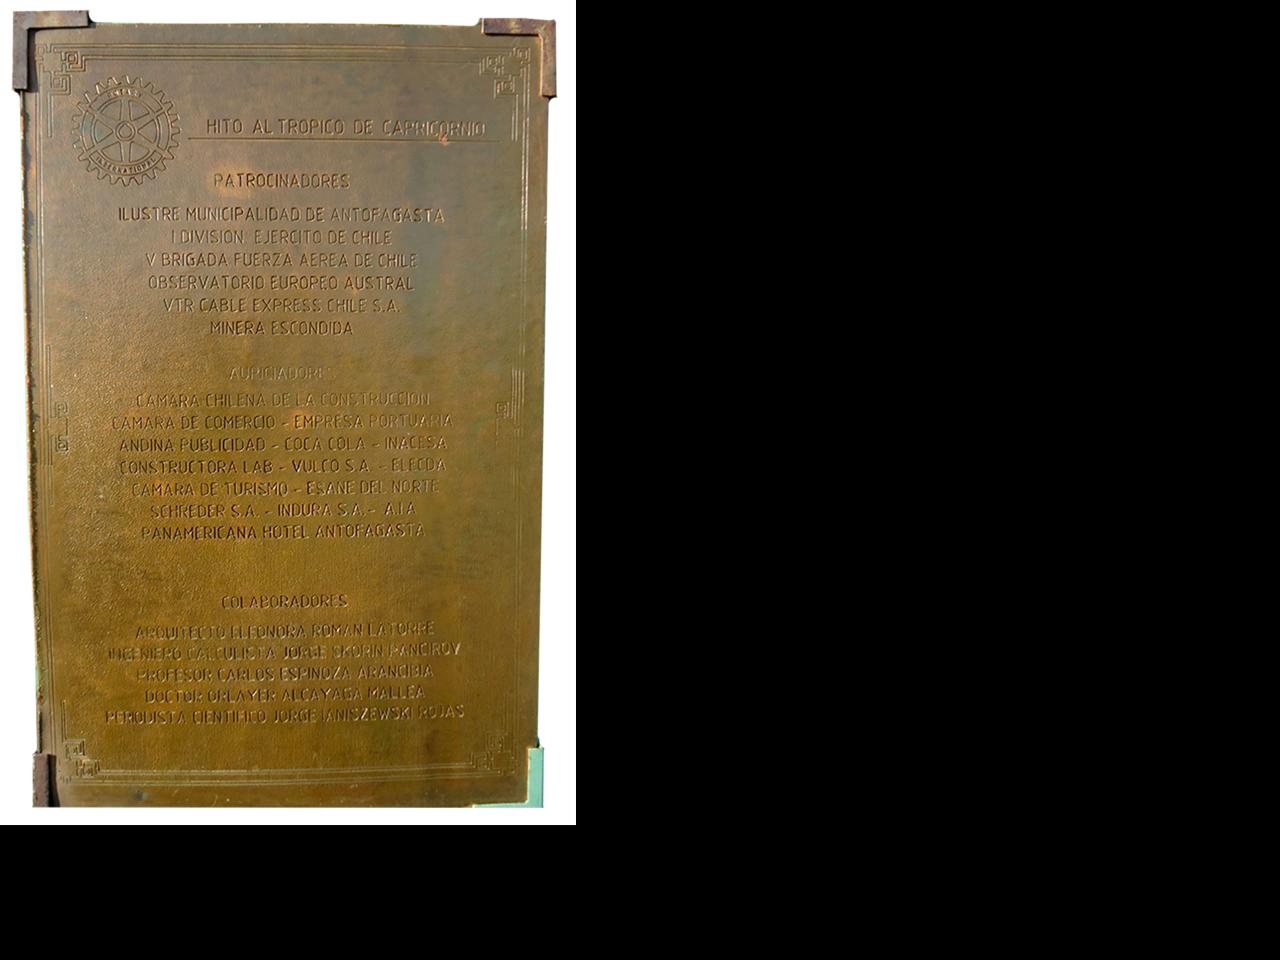 ROTARY
INTERNATIONAL
HITO AL TROPICO DE CAPRICORNIO
PATROCINADORES
ILUSTRE MUNICIPALIDAD DE ANTOFAGASTA
I DIVISION EJERCITO DE CHILE
V BRIGADA FUERZA AEREA DE CHILE
OBSERVATORIO EUROPEO AUSTRAL
VTR CABLE EXPRESS CHILE S.A.
MINERA ESCONDIDA
AUPICIADORES
CAMARA CHILENA DE LA CONSTRUCCION
CAMARA DE COMERCIO - EMPRESA PORTUARIA
ANDINA PUBLICIDAD - COCA COLA - INACESA
CONSTRUCTORA LAB - VULCO S.A. - ELECDA
CAMARA DE TURISMO - ESANE DEL NORTE
SCHREDER S.A. - INDURA S.A.- A.I.A
PANAMERICANA HOTEL ANTOFAGASTA
COLABORADORES
ARQUITECTO ELEONORA ROMAN LATORRE
INGENIERO CALCULISTA JORGE SKORIN PANCIROV
PROFESOR CARLOS ESPINOZA ARANCIBIA
DOCTOR ORLAYER ALCAYAGA MALLEA
PERIODISTA CIENTIFICO JORGE IANISZEWSKI ROJAS